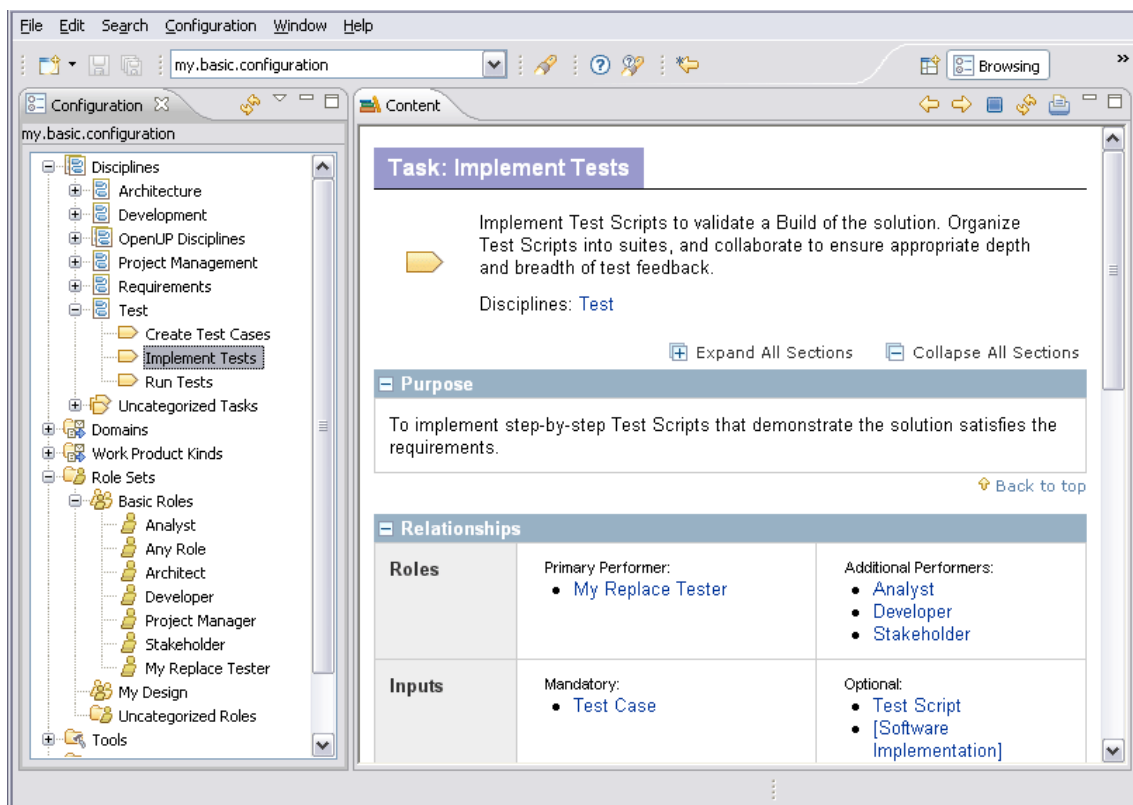 File Edit Search Configuration Window Help
my.basic.configuration
Browsing
»
Configuration
my.basic.configuration
Disciplines
Architecture
Development
OpenUP Disciplines
Project Management
Requirements
Test
Create Test Cases
Implement Tests
Run Tests
Uncategorized Tasks
Domains
Work Product Kinds
Role Sets
Basic Roles
Analyst
Any Role
Architect
Developer
Project Manager
Stakeholder
My Replace Tester
My Design
Uncategorized Roles
Tools
Content
Task: Implement Tests
Implement Test Scripts to validate a Build of the solution. Organize
Test Scripts into suites, and collaborate to ensure appropriate depth
and breadth of test feedback.
Disciplines: Test
Expand All Sections Collapse All Sections
Purpose
To implement step-by-step Test Scripts that demonstrate the solution satisfies the
requirements.
Back to top
Relationships
Roles
Primary Performer:
• My Replace Tester
Additional Performers:
• Analyst
• Developer
• Stakeholder
Inputs
Mandatory:
• Test Case
Optional:
• Test Script
• [Software
Implementation]